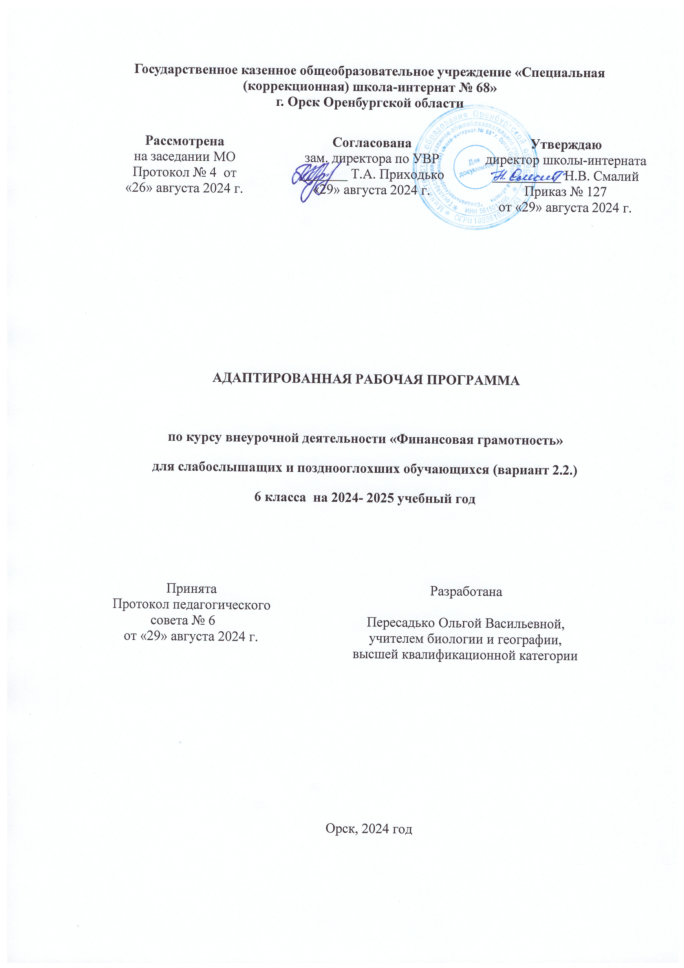 Государственное казенное общеобразовательное учреждение «Специальная
(коррекционная) школа-интернат № 68»
г. Орск Оренбургской области
Рассмотрена
на заседании МО
Протокол № 4 от
«26» августа 2024 г.
Согласована
зам. директора по УВР
Т.А. Приходько
«29» августа 2024 г.
Утверждаю
директор школы-интерната
Н.В. Смалий
Приказ № 127
от «29» августа 2024 г.
Для
документов
АДАПТИРОВАННАЯ РАБОЧАЯ ПРОГРАММА
по курсу внеурочной деятельности «Финансовая грамотность»
для слабослышащих и позднооглохших обучающихся (вариант 2.2.)
6 класса на 2024- 2025 учебный год
Принята
Протокол педагогического
совета № 6
от «29» августа 2024 г.
Разработана
Пересадько Ольгой Васильевной,
учителем биологии и географии,
высшей квалификационной категории
Орск, 2024 год